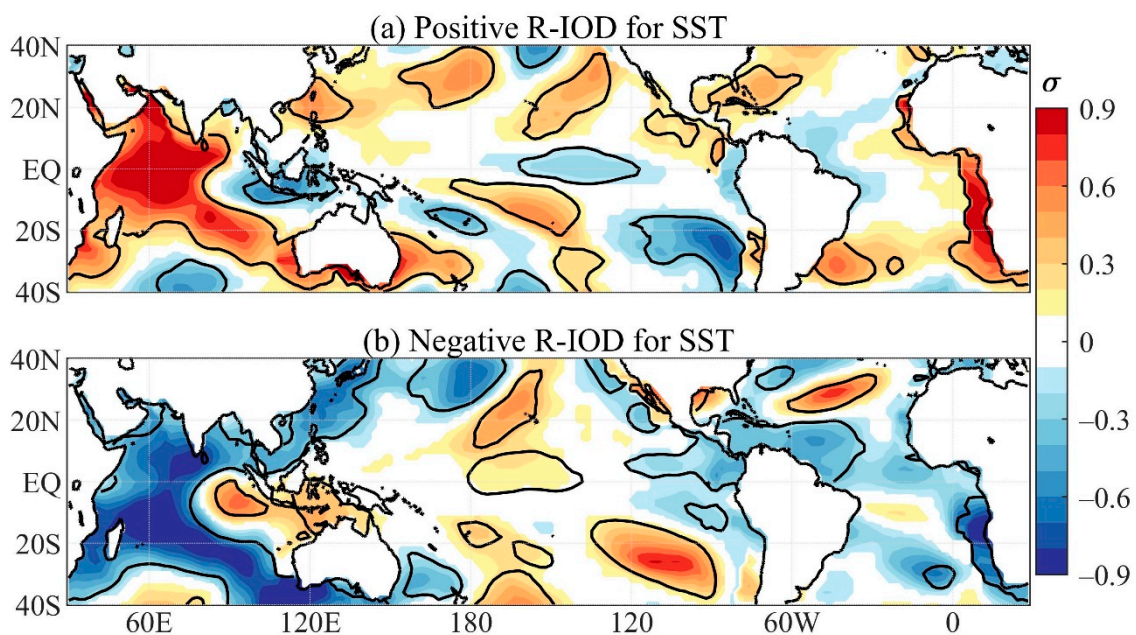 (a) Positive R-IOD for SST
40N
20N
EQ
20S
40S
(b) Negative R-IOD for SST
40N
20N
EQ
20S
40S
60E 120E 180 120 60W 0
σ
0.9
0.6
0.3
0
−0.3
−0.6
−0.9